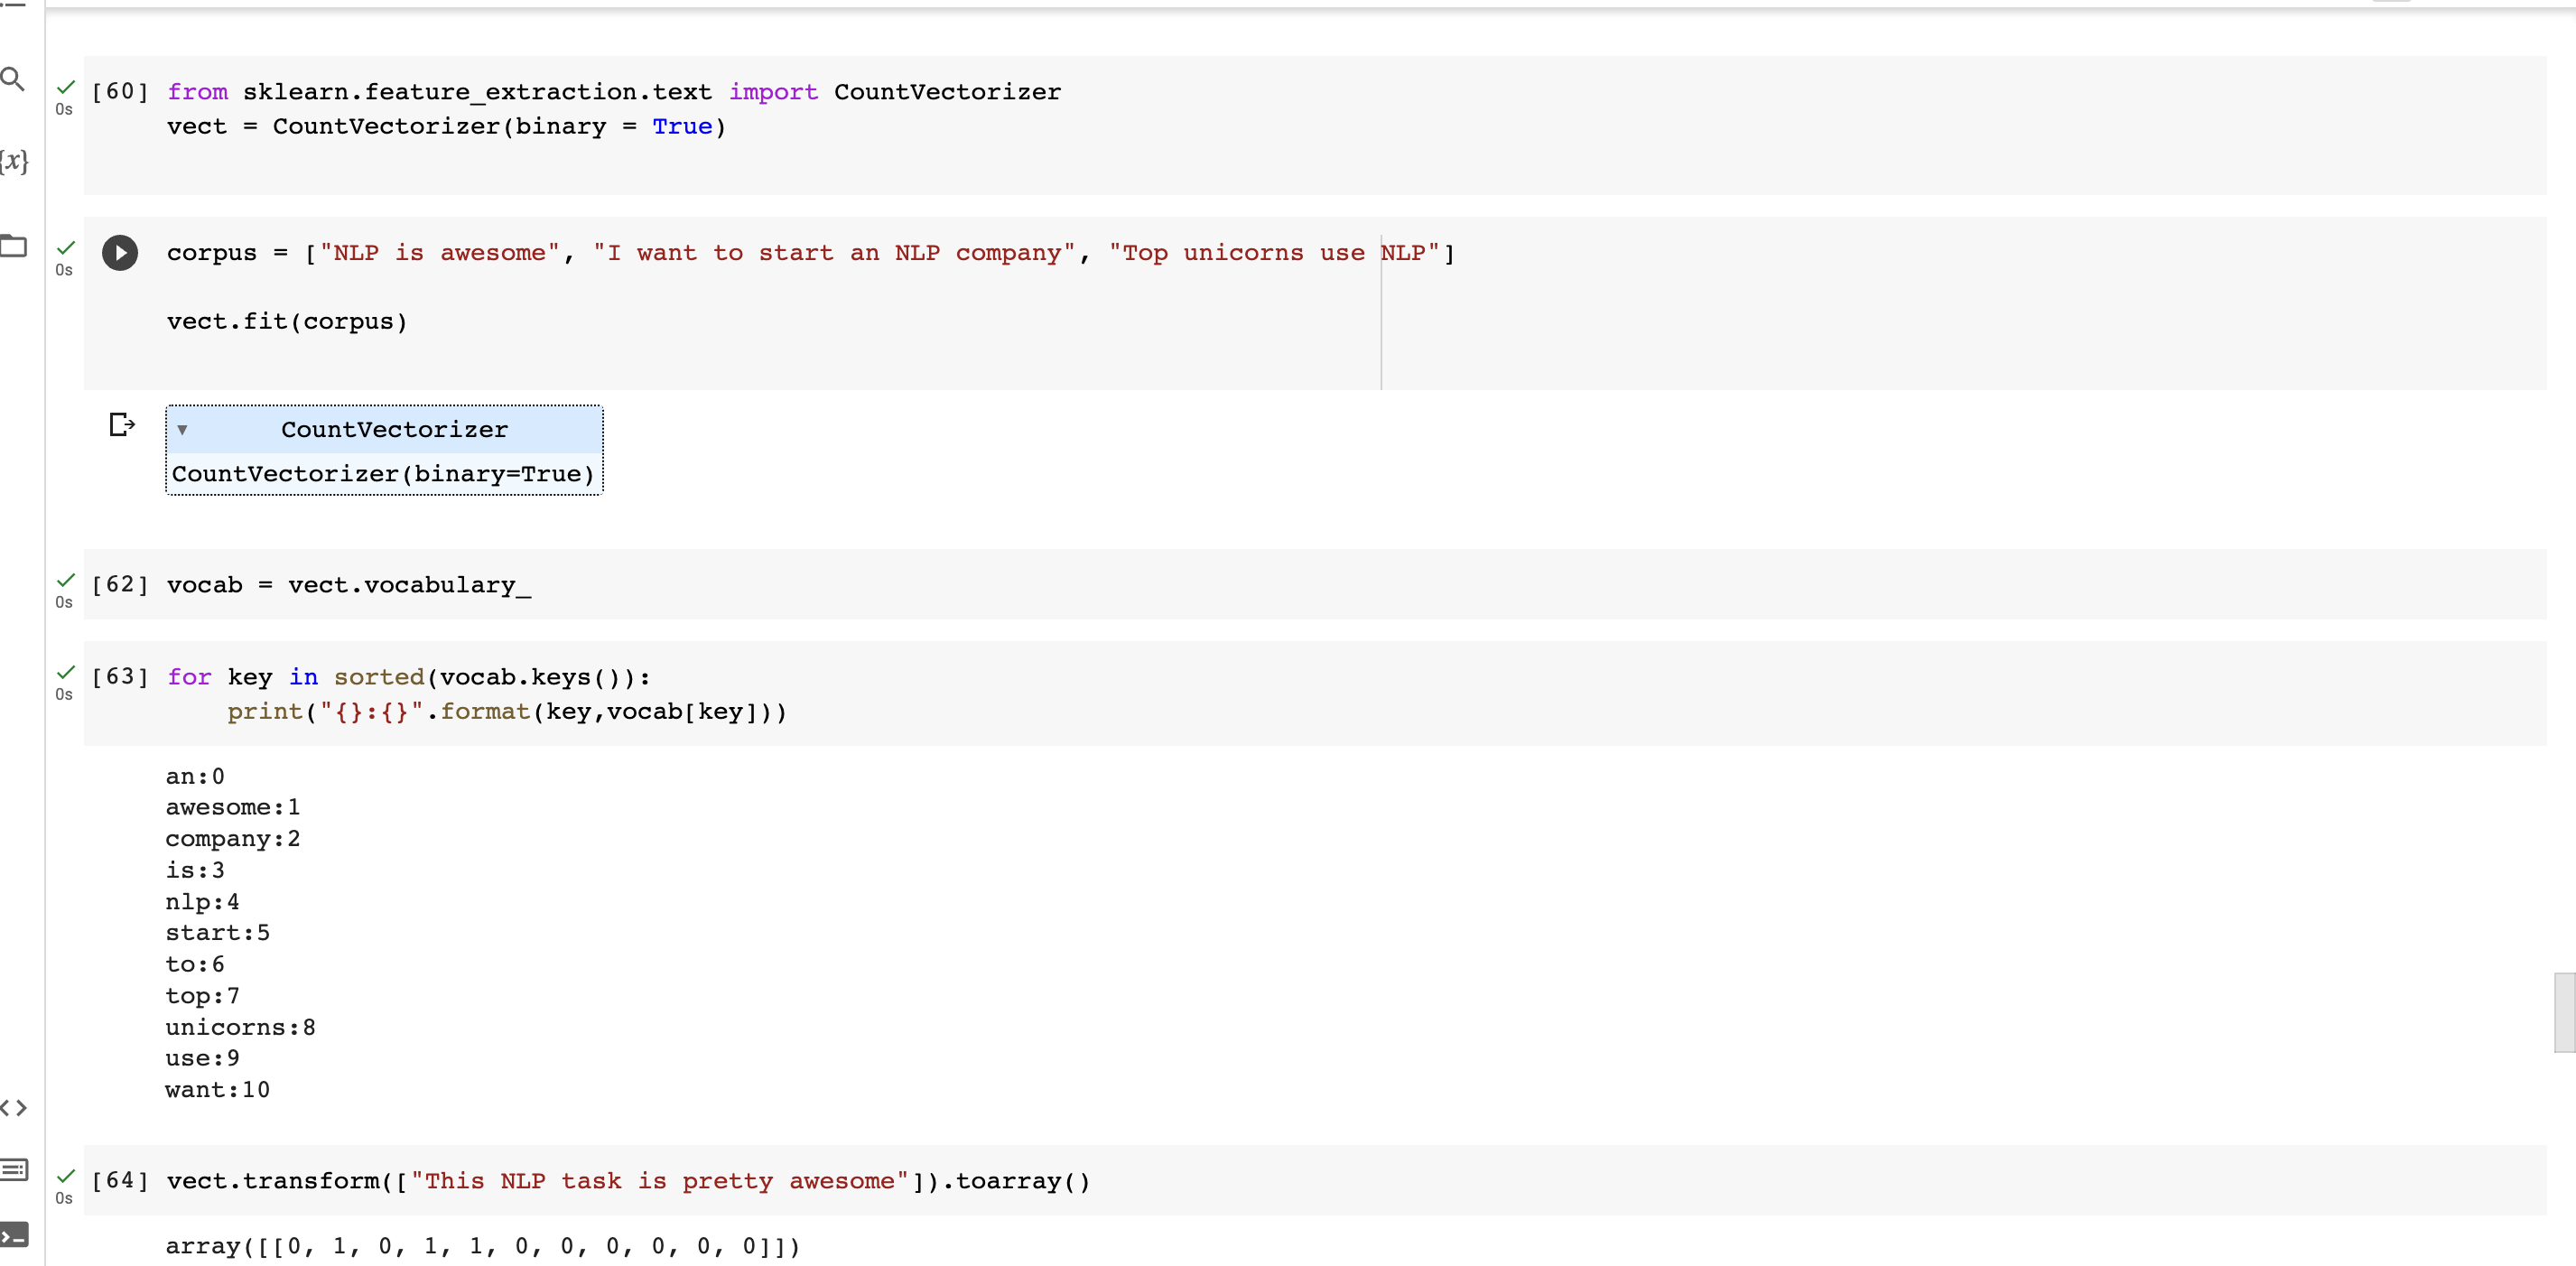 [60] from sklearn.feature_extraction.text import CountVectorizer
0s
vect = CountVectorizer(binary = True)
{x}
corpus = ["NLP is awesome", "I want to start an NLP company", "Top unicorns use NLP"]
0s
vect.fit(corpus)
CountVectorizer
CountVectorizer(binary=True)
[62] vocab = vect.vocabulary_
0s
[63] for key in sorted(vocab.keys()):
0s
print("{}:{}".format(key,vocab[key]))
an:0
awesome:1
company:2
is:3
nlp:4
start:5
to:6
top:7
unicorns:8
use:9
want:10
[64] vect.transform(["This NLP task is pretty awesome"]).toarray()
0s
array([[0, 1, 0, 1, 1, 0, 0, 0, 0, 0, 0]])